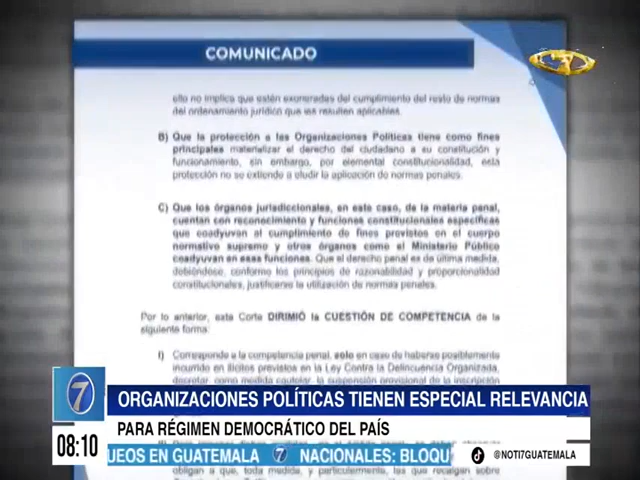 COMUNICADO
ello no implica que estén exoneradas del cumplimiento del resto de normas
del ordenamiento jurídico que les resulten aplicables.
B) Que la protección a las Organizaciones Políticas tiene como fines
principales materializar el derecho del ciudadano a su constitución y
funcionamiento, sin embargo, por elemental constitucionalidad, esta
protección no se extiende a eludir la aplicación de normas penales.
C) Que los órganos jurisdiccionales, en este caso, de la materia penal,
cuentan con reconocimiento y funciones constitucionales específicas
que coadyuvan al cumplimiento de fines previstos en el cuerpo
normativo supremo y otros órganos como el Ministerio Público
coadyuvan en esas funciones. Que el derecho penal es de última medida,
debiéndose, conforme los principios de razonabilidad y proporcionalidad
constitucionales, justificarse la utilización de normas penales.
Por lo anterior, esta Corte DIRIMIÓ la CUESTIÓN DE COMPETENCIA de la
siguiente forma:
I) Corresponde a la competencia penal, solo en caso de haberse posiblemente
incurrido en ilícitos previstos en la Ley Contra la Delincuencia Organizada,
decretar, como medida cautelar, la suspensión provisional de la inscripción
7 ORGANIZACIONES POLÍTICAS TIENEN ESPECIAL RELEVANCIA
08:10 PARA RÉGIMEN DEMOCRÁTICO DEL PAÍS
UEOS EN GUATEMALA 7 NACIONALES: BLOQU @NOTI7GUATEMALA
obligan a que, toda medida, y particularmente, las que recaigan sobre